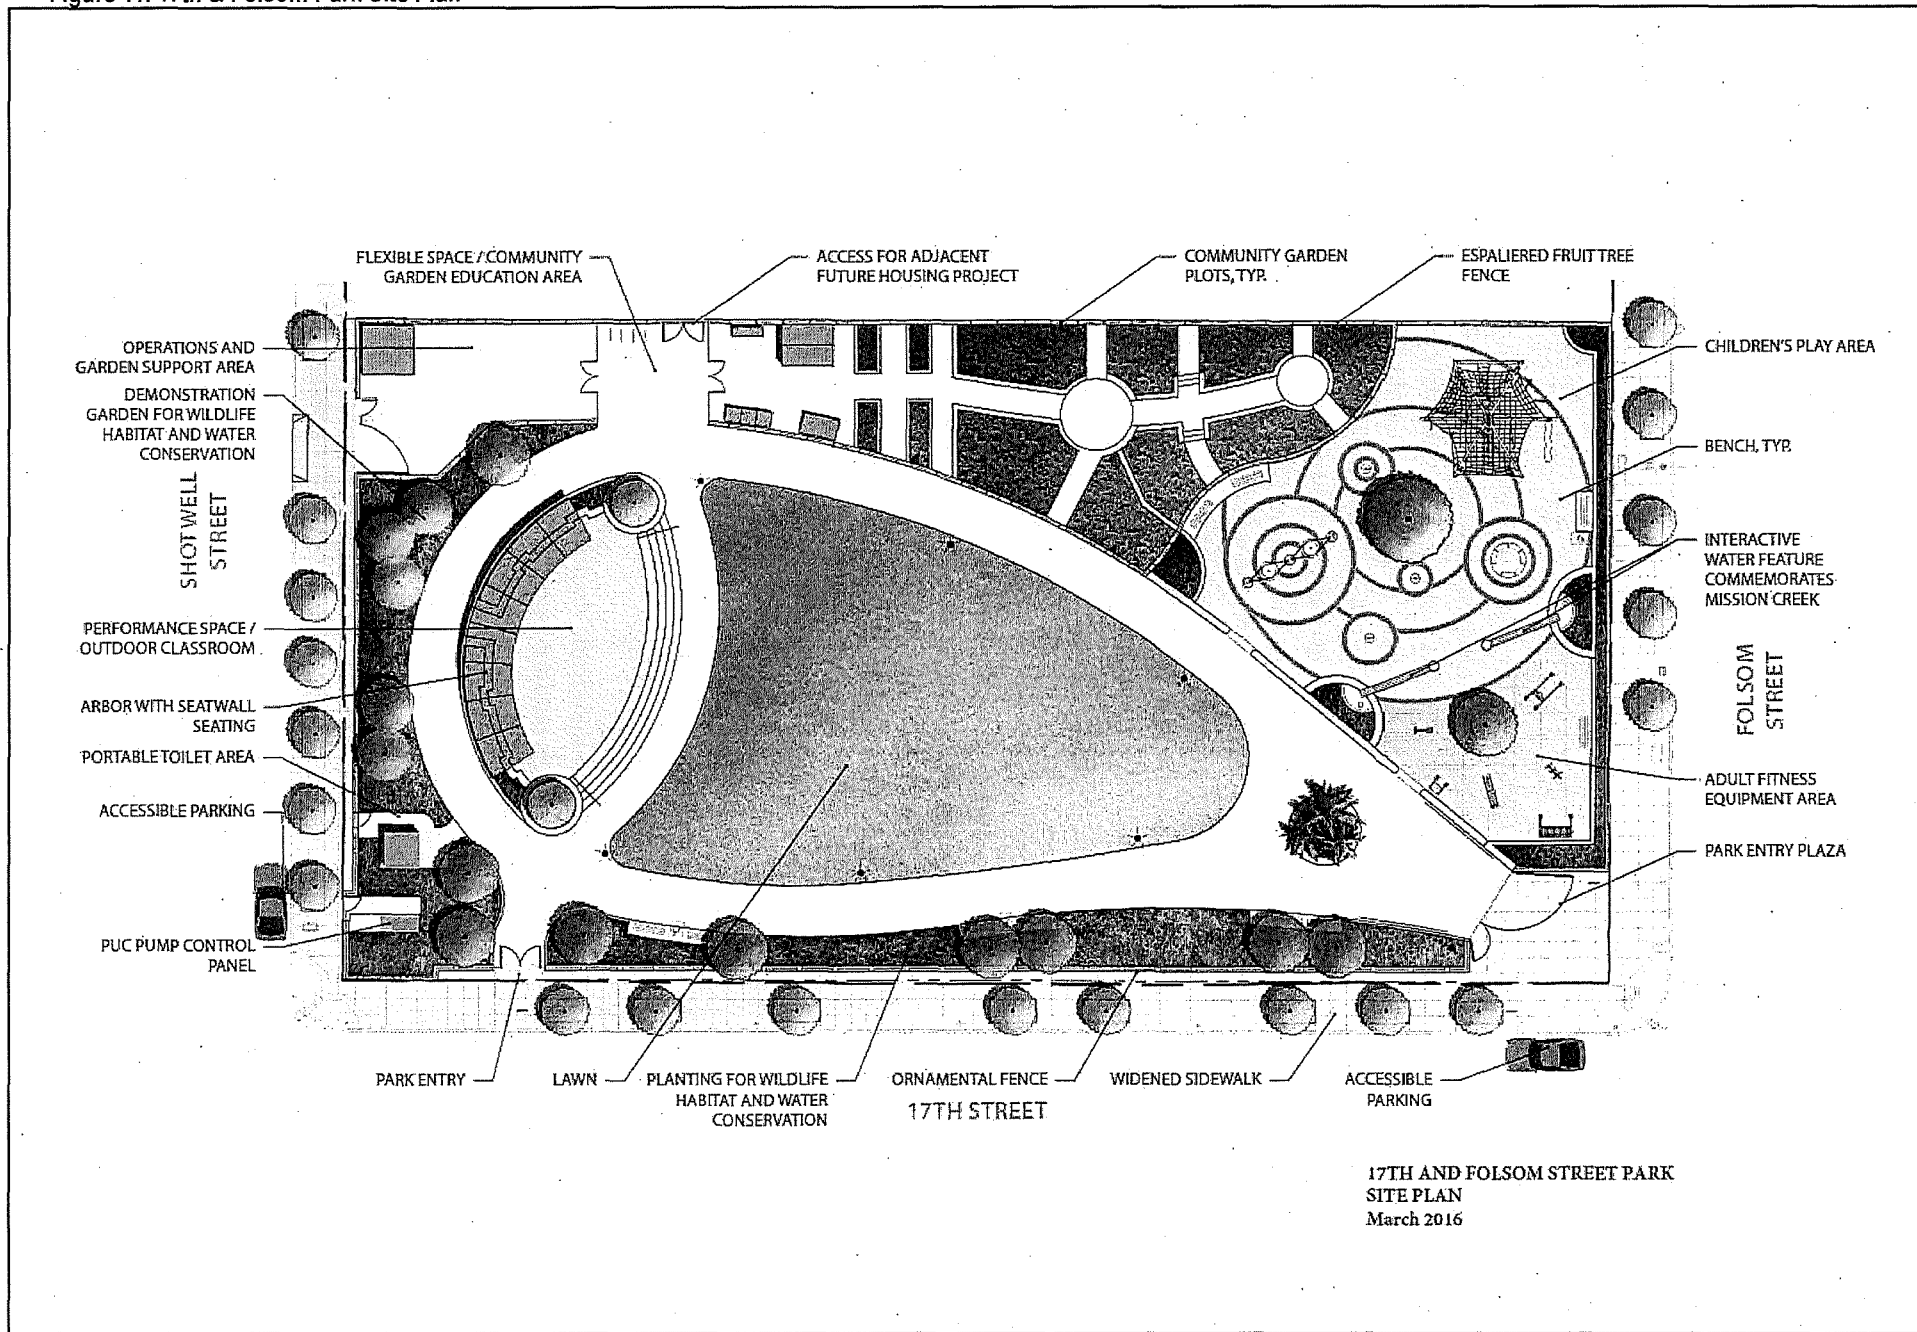 FLEXIBLE SPACE / COMMUNITY
GARDEN EDUCATION AREA
ACCESS FOR ADJACENT
FUTURE HOUSING PROJECT
COMMUNITY GARDEN
PLOTS, TYP.
ESPALIERED FRUIT TREE
FENCE
OPERATIONS AND
GARDEN SUPPORT AREA
DEMONSTRATION
GARDEN FOR WILDLIFE
HABITAT AND WATER
CONSERVATION
SHOTWELL
STREET
PERFORMANCE SPACE /
OUTDOOR CLASSROOM
ARBOR WITH SEATWALL
SEATING
PORTABLE TOILET AREA
ACCESSIBLE PARKING
PUC PUMP CONTROL
PANEL
CHILDREN'S PLAY AREA
BENCH, TYP.
INTERACTIVE
WATER FEATURE
COMMEMORATES
MISSION CREEK
FOLSOM
STREET
ADULT FITNESS
EQUIPMENT AREA
PARK ENTRY PLAZA
PARK ENTRY
LAWN
PLANTING FOR WILDLIFE
HABITAT AND WATER
CONSERVATION
ORNAMENTAL FENCE
WIDENED SIDEWALK
ACCESSIBLE
PARKING
17TH STREET
17TH AND FOLSOM STREET PARK
SITE PLAN
March 2016